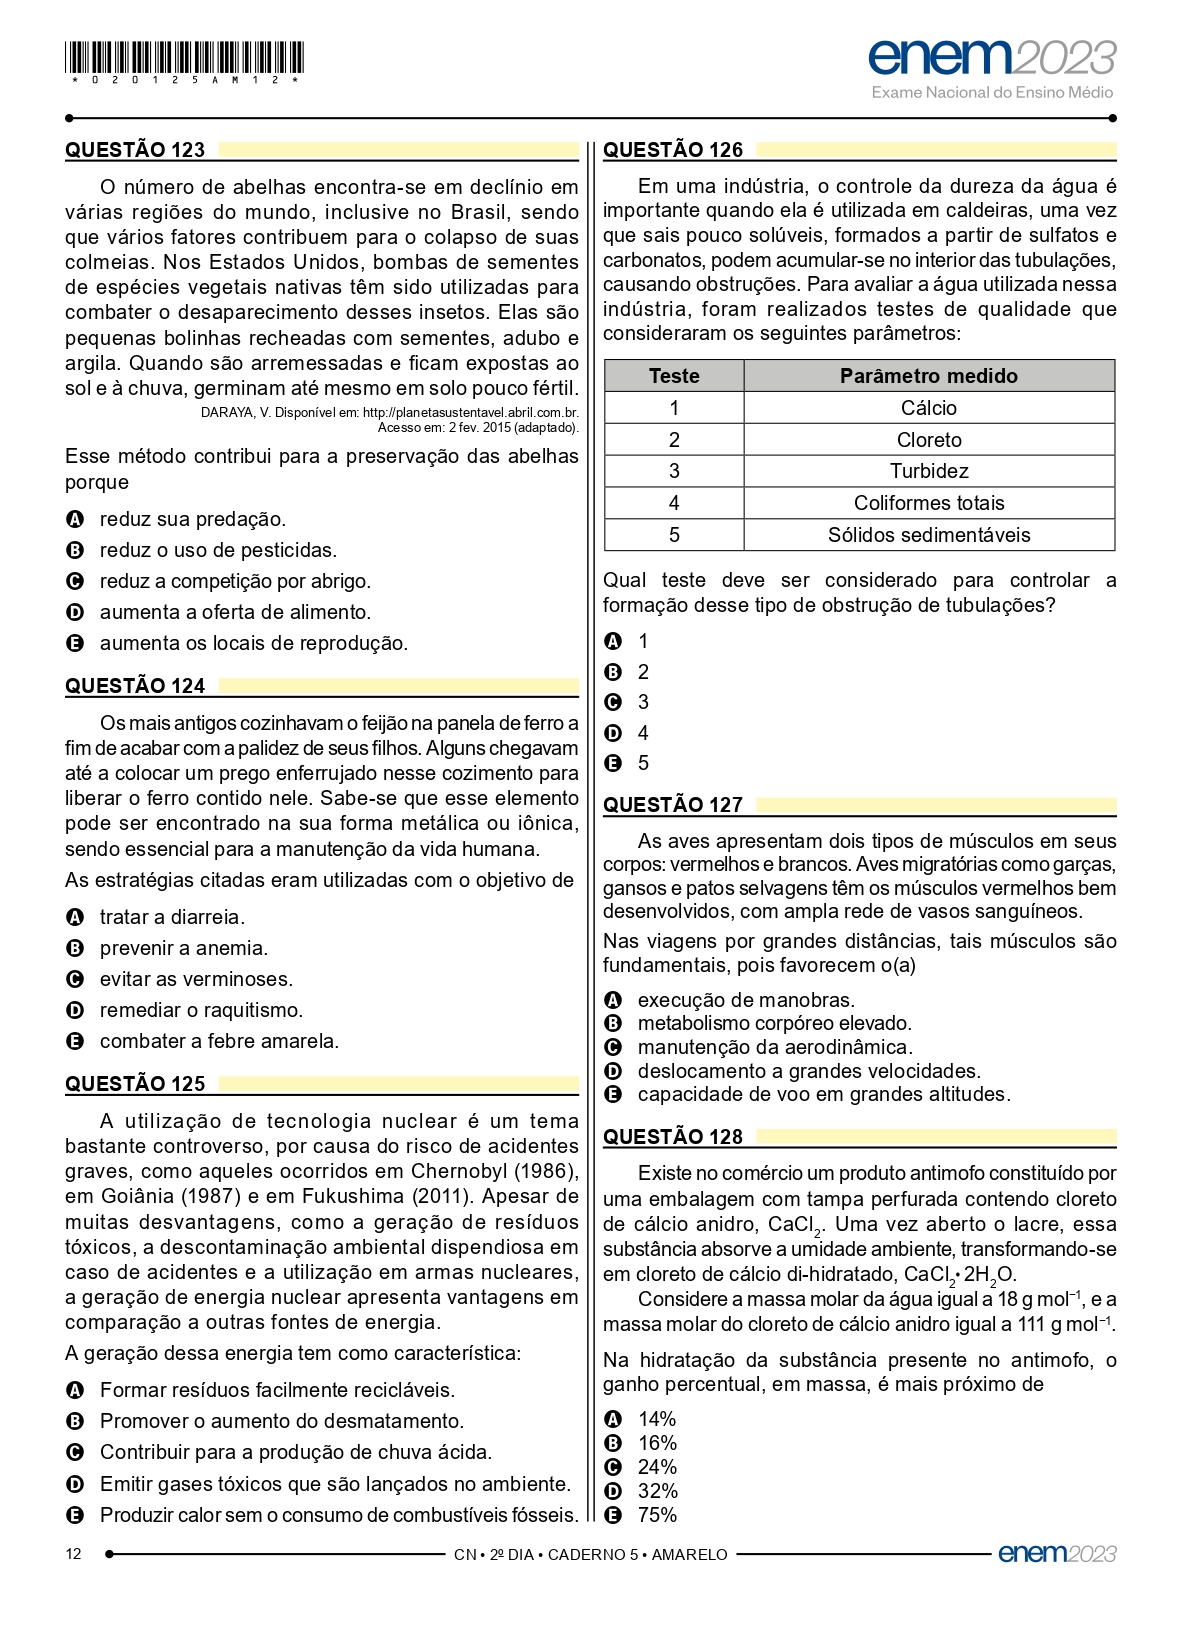 *020125AM12*
enem2023
Exame Nacional do Ensino Médio
QUESTÃO 123
O número de abelhas encontra-se em declínio em
várias regiões do mundo, inclusive no Brasil, sendo
que vários fatores contribuem para o colapso de suas
colmeias. Nos Estados Unidos, bombas de sementes
de espécies vegetais nativas têm sido utilizadas para
combater o desaparecimento desses insetos. Elas são
pequenas bolinhas recheadas com sementes, adubo e
argila. Quando são arremessadas e ficam expostas ao
sol e à chuva, germinam até mesmo em solo pouco fértil.
DARAYA, V. Disponível em: http://planetasustentavel.abril.com.br.
Acesso em: 2 fev. 2015 (adaptado).
Esse método contribui para a preservação das abelhas
porque
A reduz sua predação.
B reduz o uso de pesticidas.
C reduz a competição por abrigo.
D aumenta a oferta de alimento.
E aumenta os locais de reprodução.
QUESTÃO 124
Os mais antigos cozinhavam o feijão na panela de ferro a
fim de acabar com a palidez de seus filhos. Alguns chegavam
até a colocar um prego enferrujado nesse cozimento para
liberar o ferro contido nele. Sabe-se que esse elemento
pode ser encontrado na sua forma metálica ou iônica,
sendo essencial para a manutenção da vida humana.
As estratégias citadas eram utilizadas com o objetivo de
A tratar a diarreia.
B prevenir a anemia.
C evitar as verminoses.
D remediar o raquitismo.
E combater a febre amarela.
QUESTÃO 125
A utilização de tecnologia nuclear é um tema
bastante controverso, por causa do risco de acidentes
graves, como aqueles ocorridos em Chernobyl (1986),
em Goiânia (1987) e em Fukushima (2011). Apesar de
muitas desvantagens, como a geração de resíduos
tóxicos, a descontaminação ambiental dispendiosa em
caso de acidentes e a utilização em armas nucleares,
a geração de energia nuclear apresenta vantagens em
comparação a outras fontes de energia.
A geração dessa energia tem como característica:
A Formar resíduos facilmente recicláveis.
B Promover o aumento do desmatamento.
C Contribuir para a produção de chuva ácida.
D Emitir gases tóxicos que são lançados no ambiente.
E Produzir calor sem o consumo de combustíveis fósseis.
QUESTÃO 126
Em uma indústria, o controle da dureza da água é
importante quando ela é utilizada em caldeiras, uma vez
que sais pouco solúveis, formados a partir de sulfatos e
carbonatos, podem acumular-se no interior das tubulações,
causando obstruções. Para avaliar a água utilizada nessa
indústria, foram realizados testes de qualidade que
consideraram os seguintes parâmetros:
Teste Parâmetro medido
1 Cálcio
2 Cloreto
3 Turbidez
4 Coliformes totais
5 Sólidos sedimentáveis
Qual teste deve ser considerado para controlar a
formação desse tipo de obstrução de tubulações?
A 1
B 2
C 3
D 4
E 5
QUESTÃO 127
As aves apresentam dois tipos de músculos em seus
corpos: vermelhos e brancos. Aves migratórias como garças,
gansos e patos selvagens têm os músculos vermelhos bem
desenvolvidos, com ampla rede de vasos sanguíneos.
Nas viagens por grandes distâncias, tais músculos são
fundamentais, pois favorecem o(a)
A execução de manobras.
B metabolismo corpóreo elevado.
C manutenção da aerodinâmica.
D deslocamento a grandes velocidades.
E capacidade de voo em grandes altitudes.
QUESTÃO 128
Existe no comércio um produto antimofo constituído por
uma embalagem com tampa perfurada contendo cloreto
de cálcio anidro, CaCl₂. Uma vez aberto o lacre, essa
substância absorve a umidade ambiente, transformando-se
em cloreto de cálcio di-hidratado, CaCl₂•2H₂O.
Considere a massa molar da água igual a 18 g mol⁻¹, e a
massa molar do cloreto de cálcio anidro igual a 111 g mol⁻¹.
Na hidratação da substância presente no antimofo, o
ganho percentual, em massa, é mais próximo de
A 14%
B 16%
C 24%
D 32%
E 75%
12 CN • 2º DIA • CADERNO 5 • AMARELO enem2023